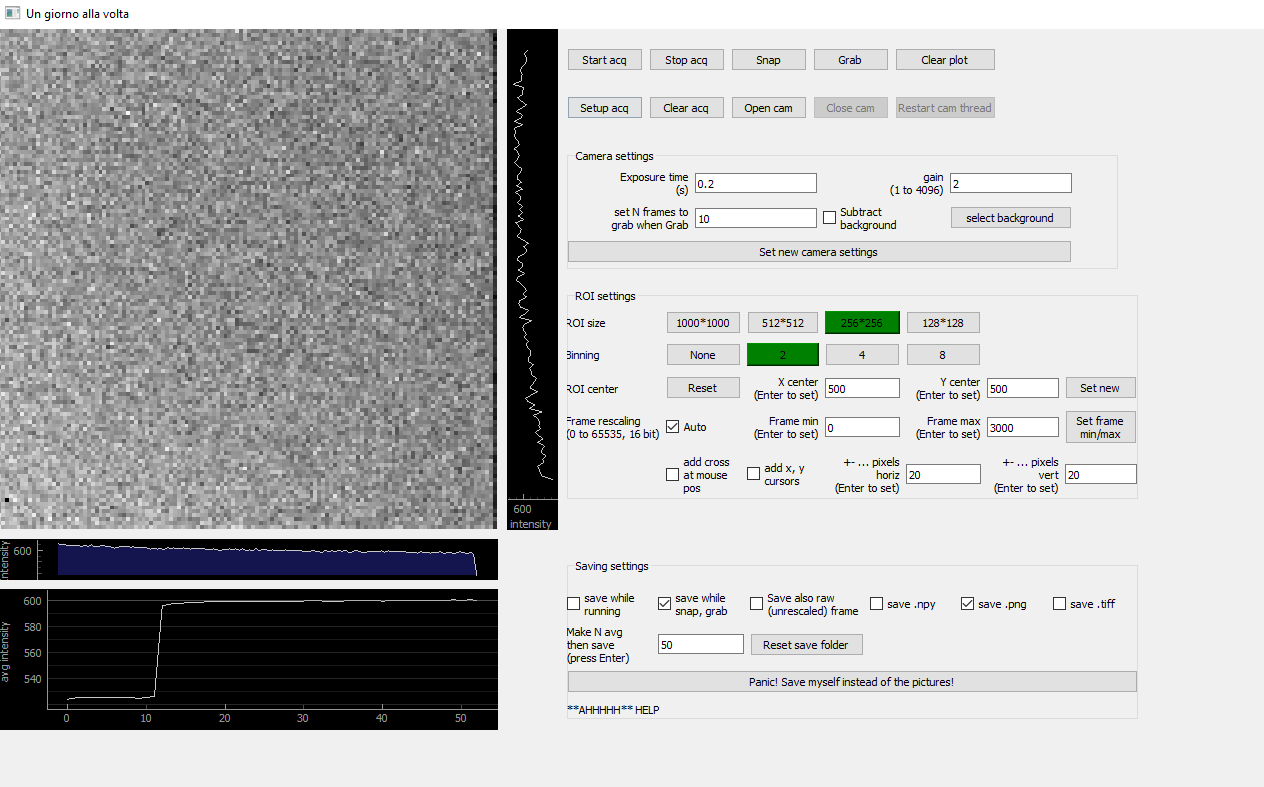 Un giorno alla volta
Start acq
Stop acq
Snap
Grab
Clear plot
Setup acq
Clear acq
Open cam
Close cam
Restart cam thread
Camera settings
Exposure time
(s)
0.2
gain
(1 to 4096)
2
set N frames to
grab when Grab
10
Subtract
background
select background
Set new camera settings
ROI settings
ROI size
1000*1000
512*512
256*256
128*128
Binning
None
2
4
8
ROI center
Reset
X center
(Enter to set)
500
Y center
(Enter to set)
500
Set new
Frame rescaling
(0 to 65535, 16 bit)
Auto
Frame min
(Enter to set)
0
Frame max
(Enter to set)
3000
Set frame
min/max
add cross
at mouse
pos
add x, y
cursors
+- ... pixels
horiz
(Enter to set)
20
+- ... pixels
vert
(Enter to set)
20
600
intensity
intensity
600
avg intensity
600
580
560
540
0
10
20
30
40
50
Saving settings
save while
running
save while
snap, grab
Save also raw
(unrescaled) frame
save .npy
save .png
save .tiff
Make N avg
then save
(press Enter)
50
Reset save folder
Panic! Save myself instead of the pictures!
**AHHHHH** HELP